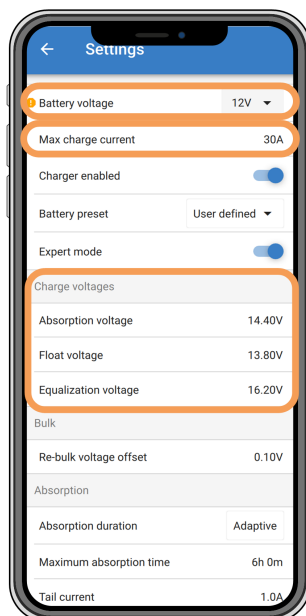 Settings
Battery voltage 12V
Max charge current 30A
Charger enabled
Battery preset User defined
Expert mode
Charge voltages
Absorption voltage 14.40V
Float voltage 13.80V
Equalization voltage 16.20V
Bulk
Re-bulk voltage offset 0.10V
Absorption
Absorption duration Adaptive
Maximum absorption time 6h 0m
Tail current 1.0A